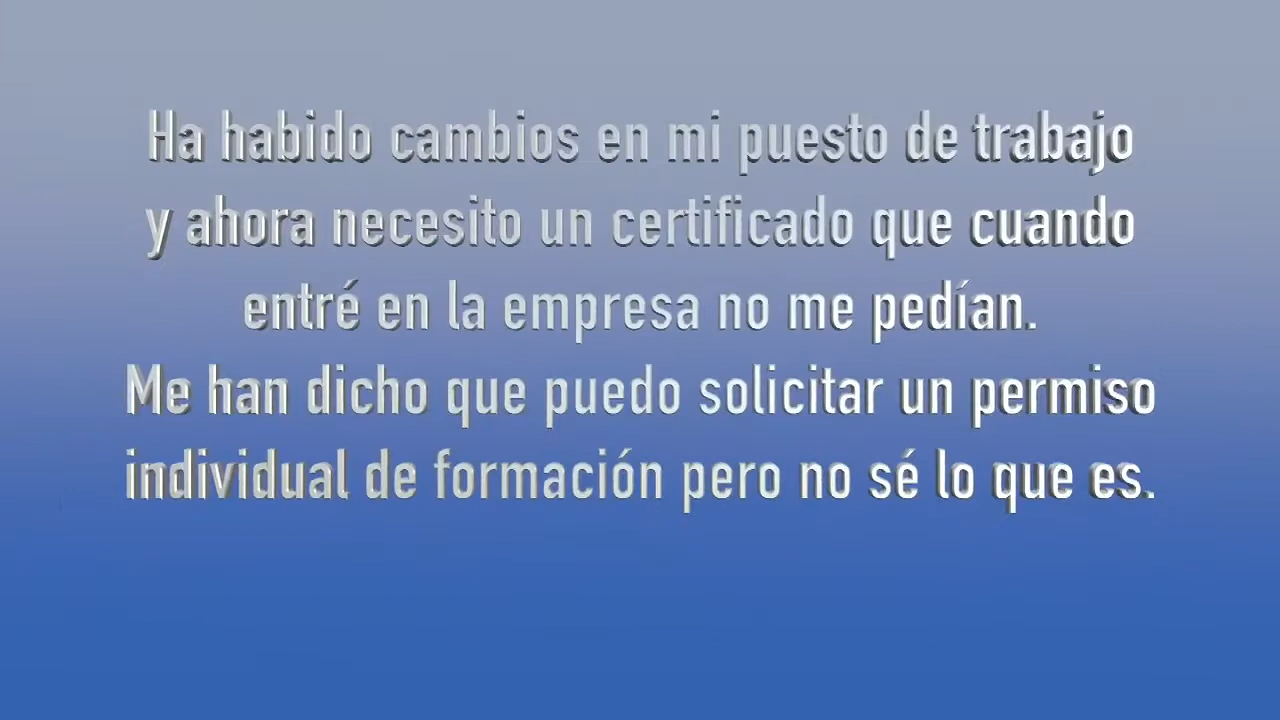 Ha habido cambios en mi puesto de trabajo
y ahora necesito un certificado que cuando
entré en la empresa no me pedían.
Me han dicho que puedo solicitar un permiso
individual de formación pero no sé lo que es.